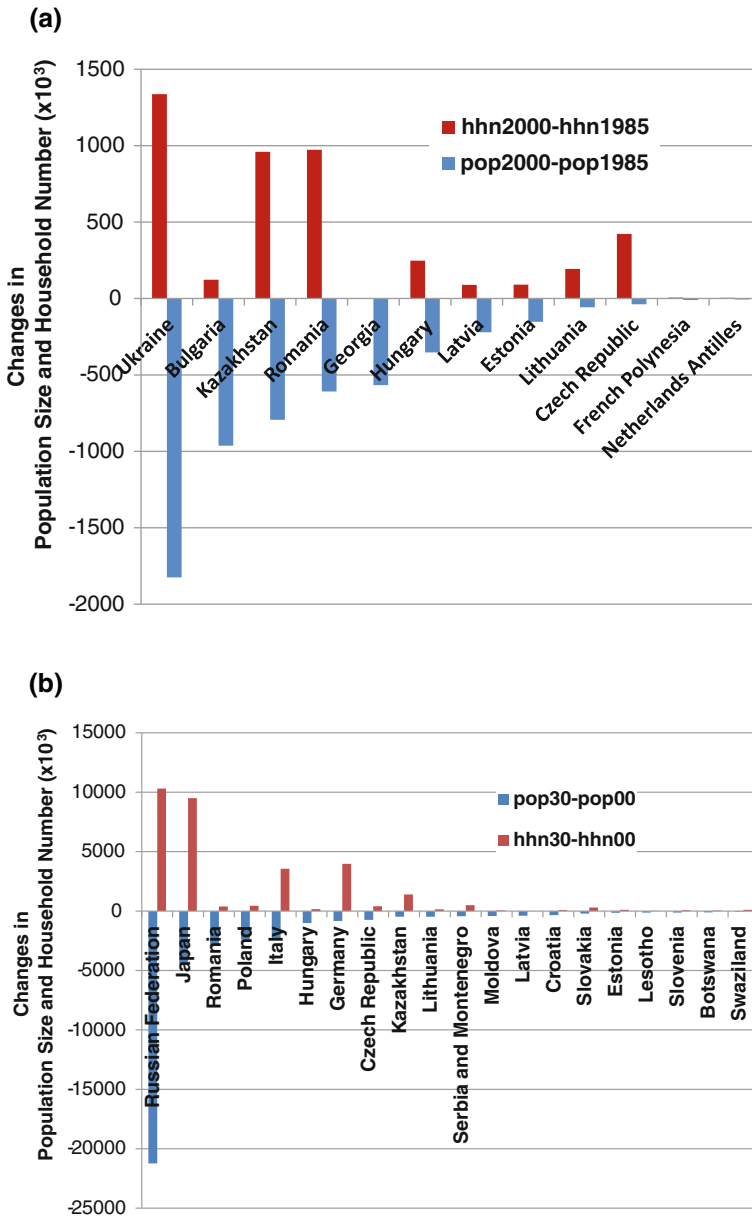 (a)
Changes in
Population Size and Household Number (x10³)
1500
1000
500
0
-500
-1000
-1500
-2000
hhn2000-hhn1985
pop2000-pop1985
Ukraine
Bulgaria
Kazakhstan
Romania
Georgia
Hungary
Latvia
Estonia
Lithuania
Czech Republic
French Polynesia
Netherlands Antilles
(b)
Changes in
Population Size and Household Number (x10³)
15000
10000
5000
0
-5000
-10000
-15000
-20000
-25000
pop30-pop00
hhn30-hhn00
Russian Federation
Japan
Romania
Poland
Italy
Hungary
Germany
Czech Republic
Kazakhstan
Lithuania
Serbia and Montenegro
Moldova
Latvia
Croatia
Slovakia
Estonia
Lesotho
Slovenia
Botswana
Swaziland